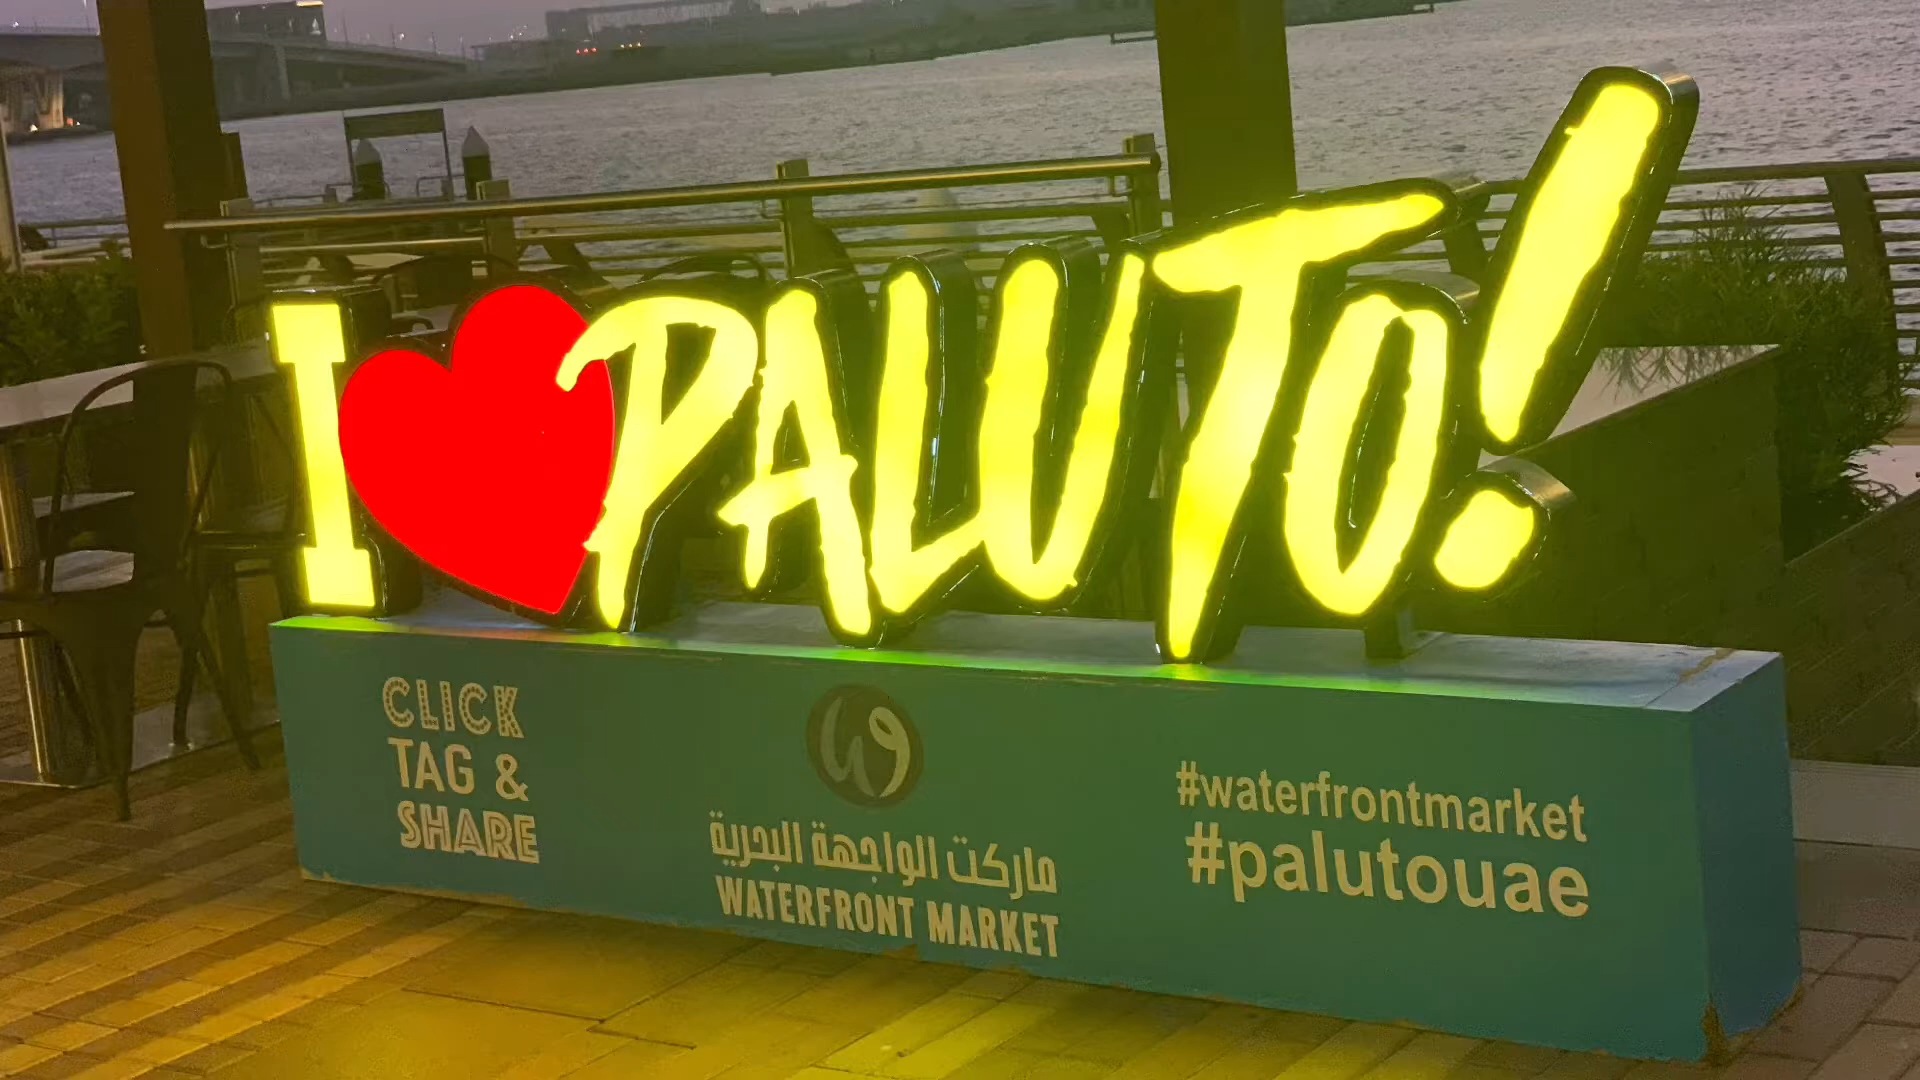 I ❤ PALUTO!
CLICK
TAG &
SHARE
ماركت الواجهة البحرية
WATERFRONT MARKET
#waterfrontmarket
#palutouae